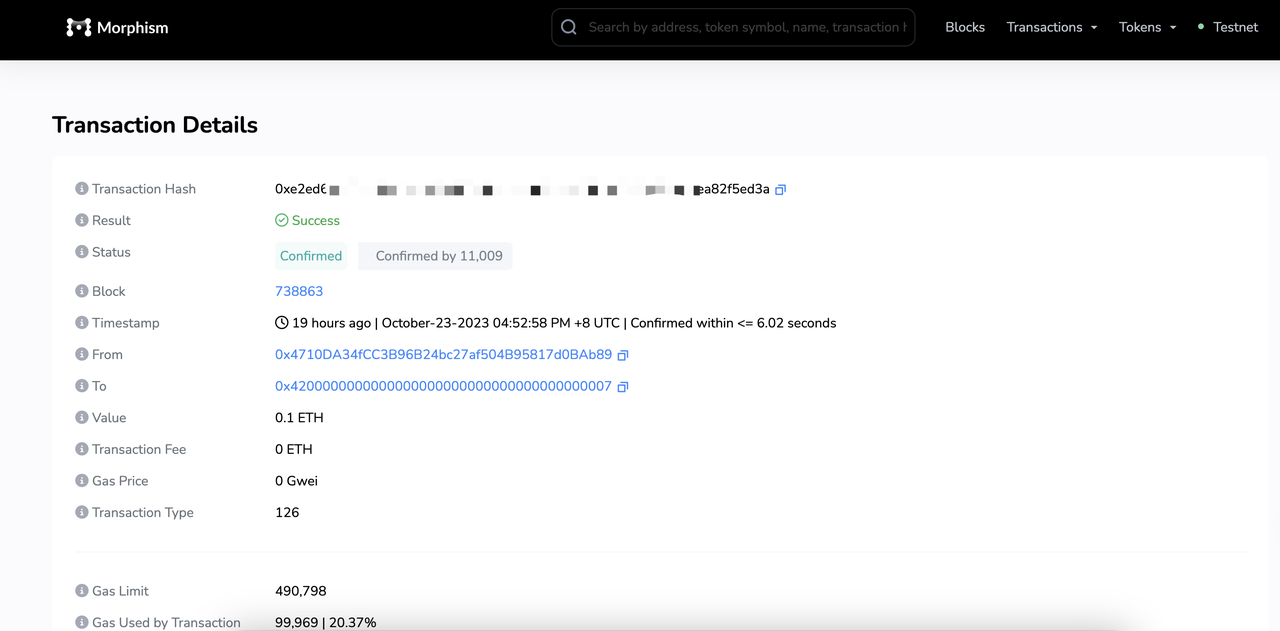 Morphism
Search by address, token symbol, name, transaction h
Blocks
Transactions
Tokens
Testnet
Transaction Details
Transaction Hash 0xe2ed6 ea82f5ed3a
Result Success
Status Confirmed Confirmed by 11,009
Block 738863
Timestamp 19 hours ago | October-23-2023 04:52:58 PM +8 UTC | Confirmed within <= 6.02 seconds
From 0x4710DA34fCC3B96B24bc27af504B95817d0BAb89
To 0x4200000000000000000000000000000000000007
Value 0.1 ETH
Transaction Fee 0 ETH
Gas Price 0 Gwei
Transaction Type 126
Gas Limit 490,798
Gas Used by Transaction 99,969 | 20.37%